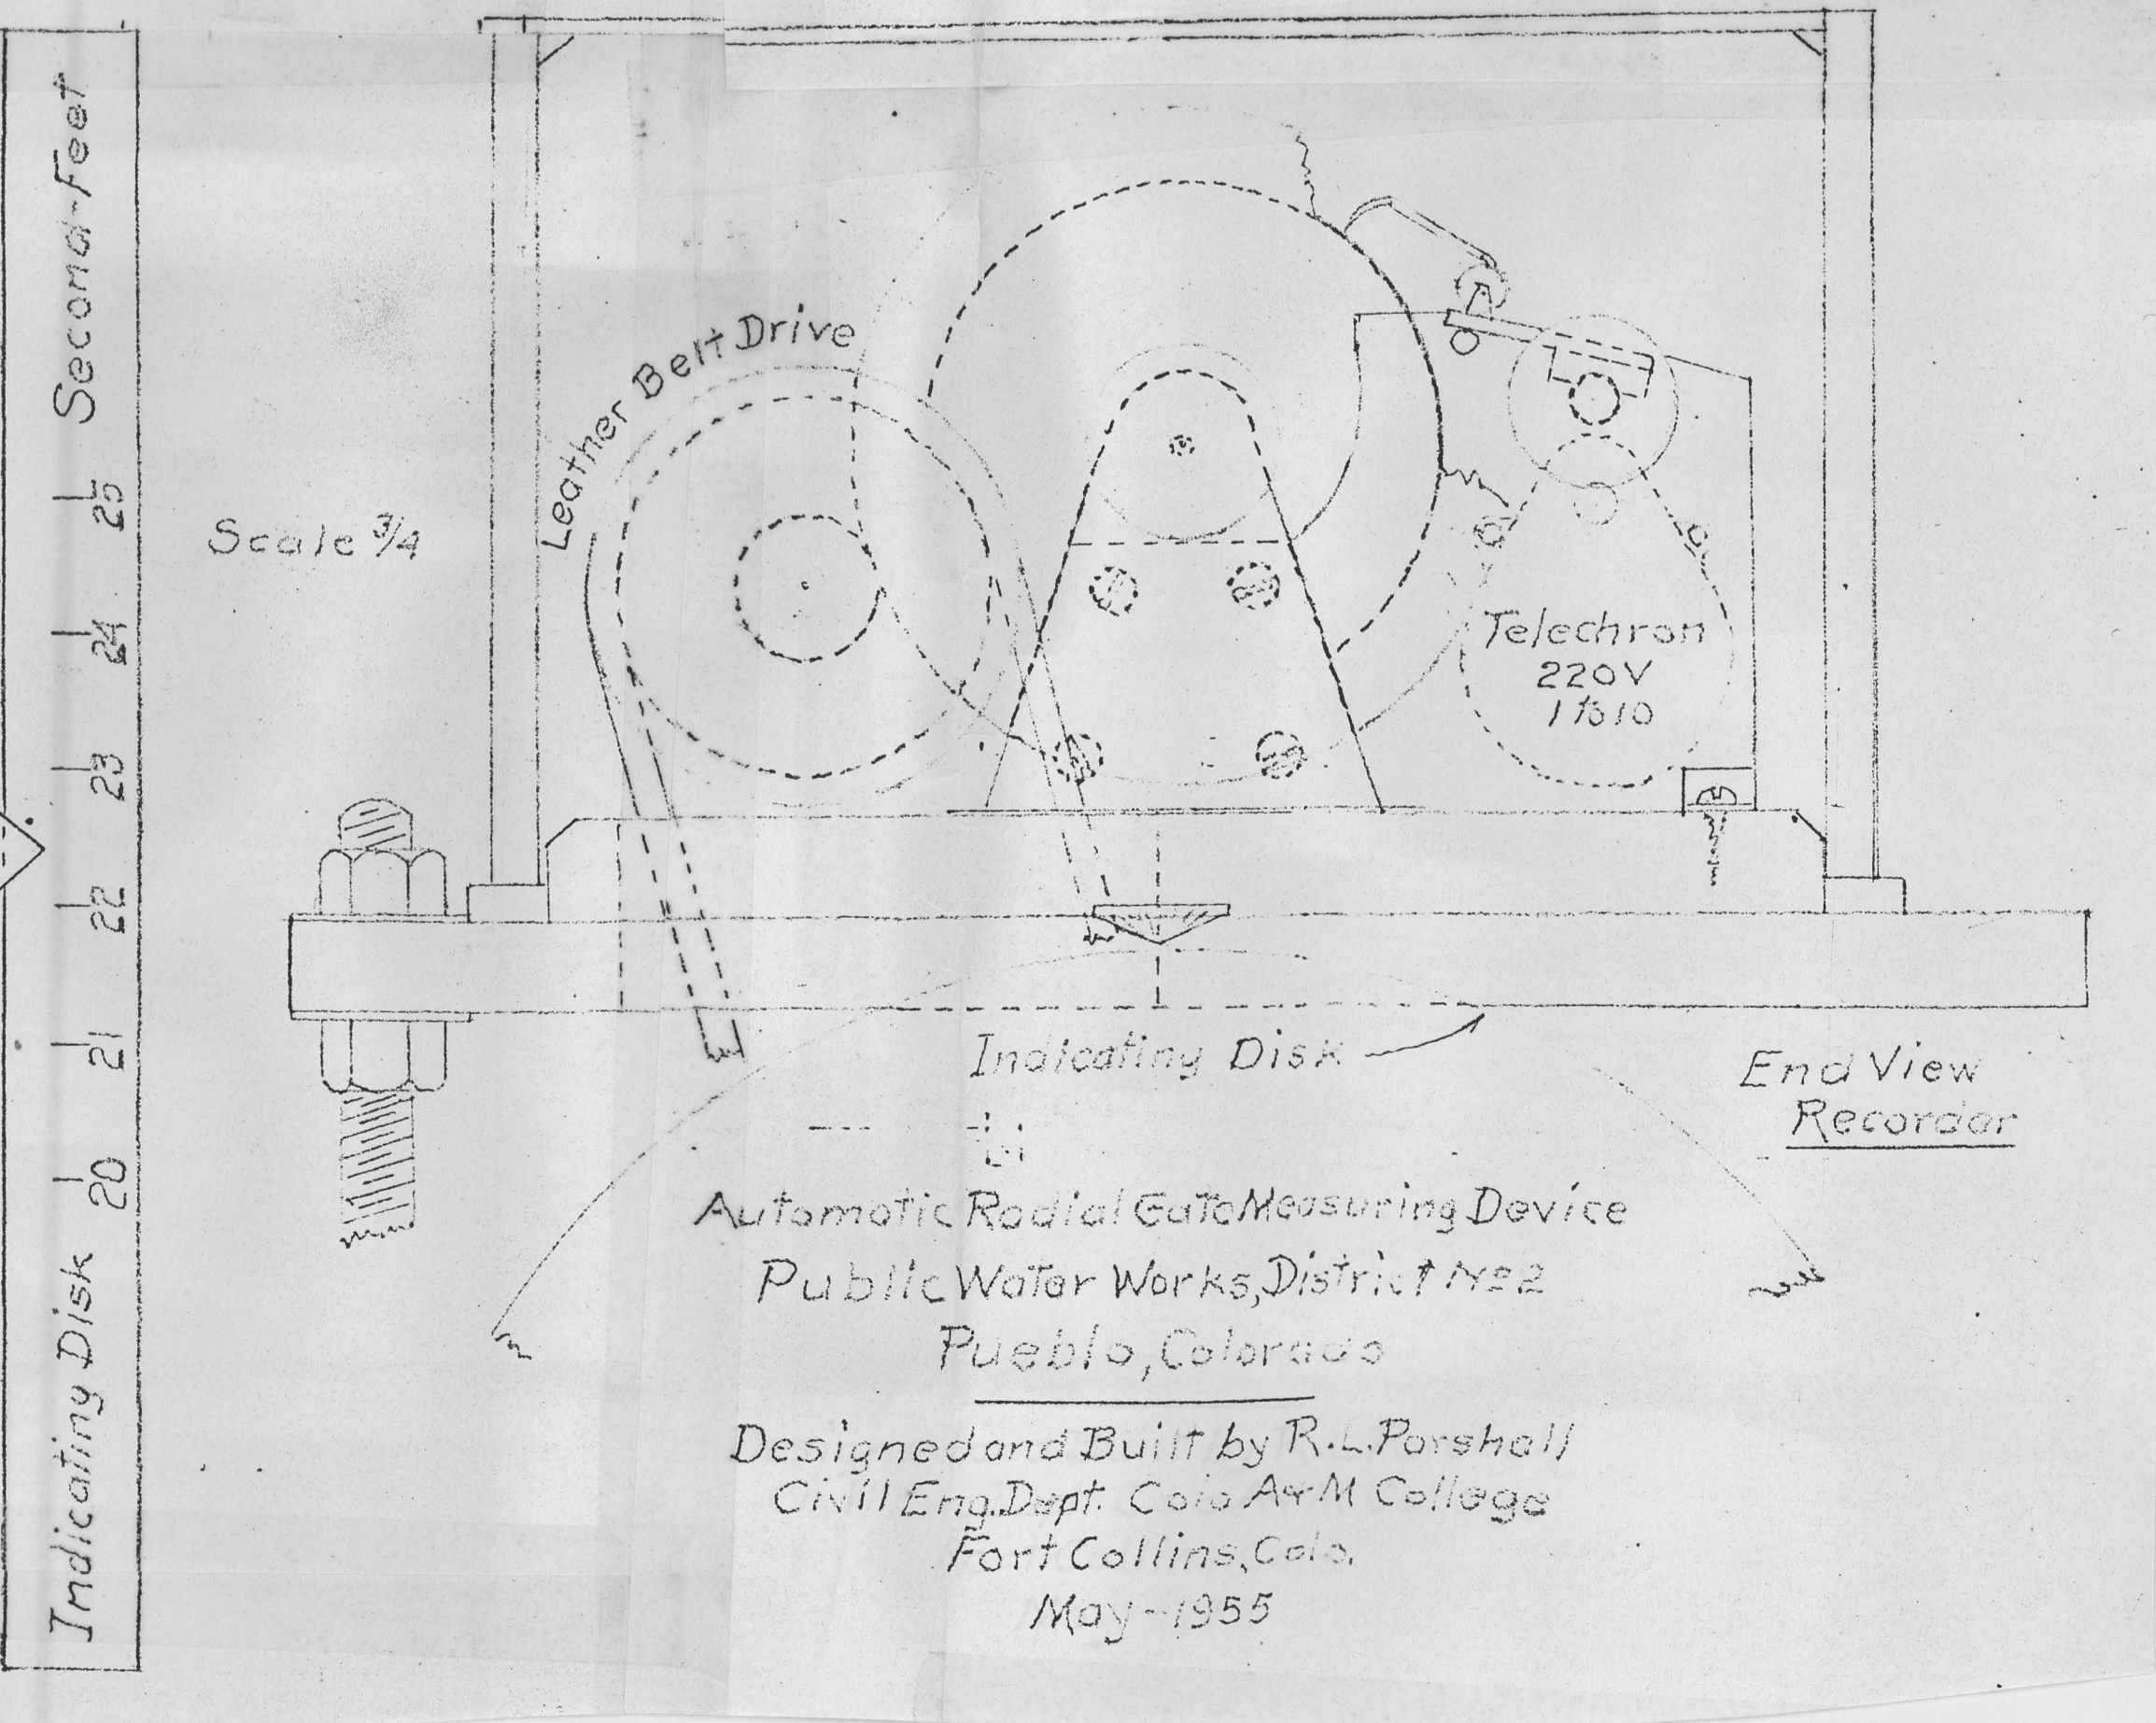 Second-Feet
25
24
23
22
21
20
Indicating Disk
Scale 3/4
Leather Belt Drive
Telechron
220V
1 to 10
Indicating Disk
End View
Recorder
Automatic Radial Gate Measuring Device
Public Water Works, District No 2
Pueblo, Colorado
Designed and Built by R.L. Parshall
Civil Eng. Dept. Colo A & M College
Fort Collins, Colo.
May-1955